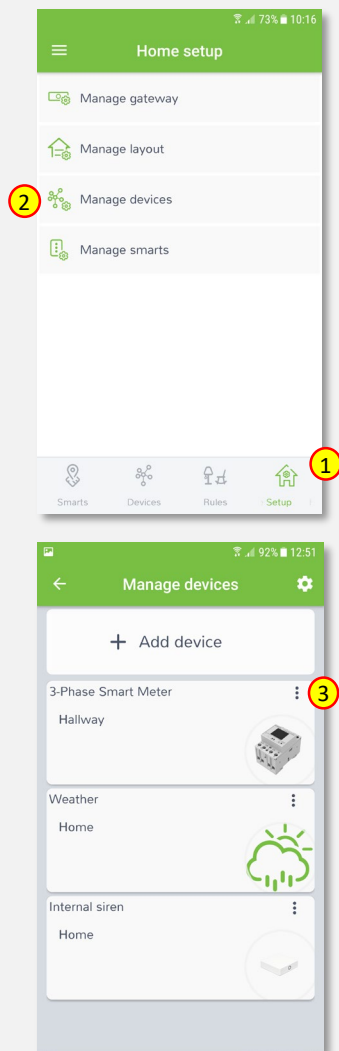 73% 10:16
Home setup
Manage gateway
Manage layout
2 Manage devices
Manage smarts
1
Smarts Devices Rules Setup
92% 12:51
Manage devices
+ Add device
3-Phase Smart Meter 3
Hallway
Weather
Home
Internal siren
Home